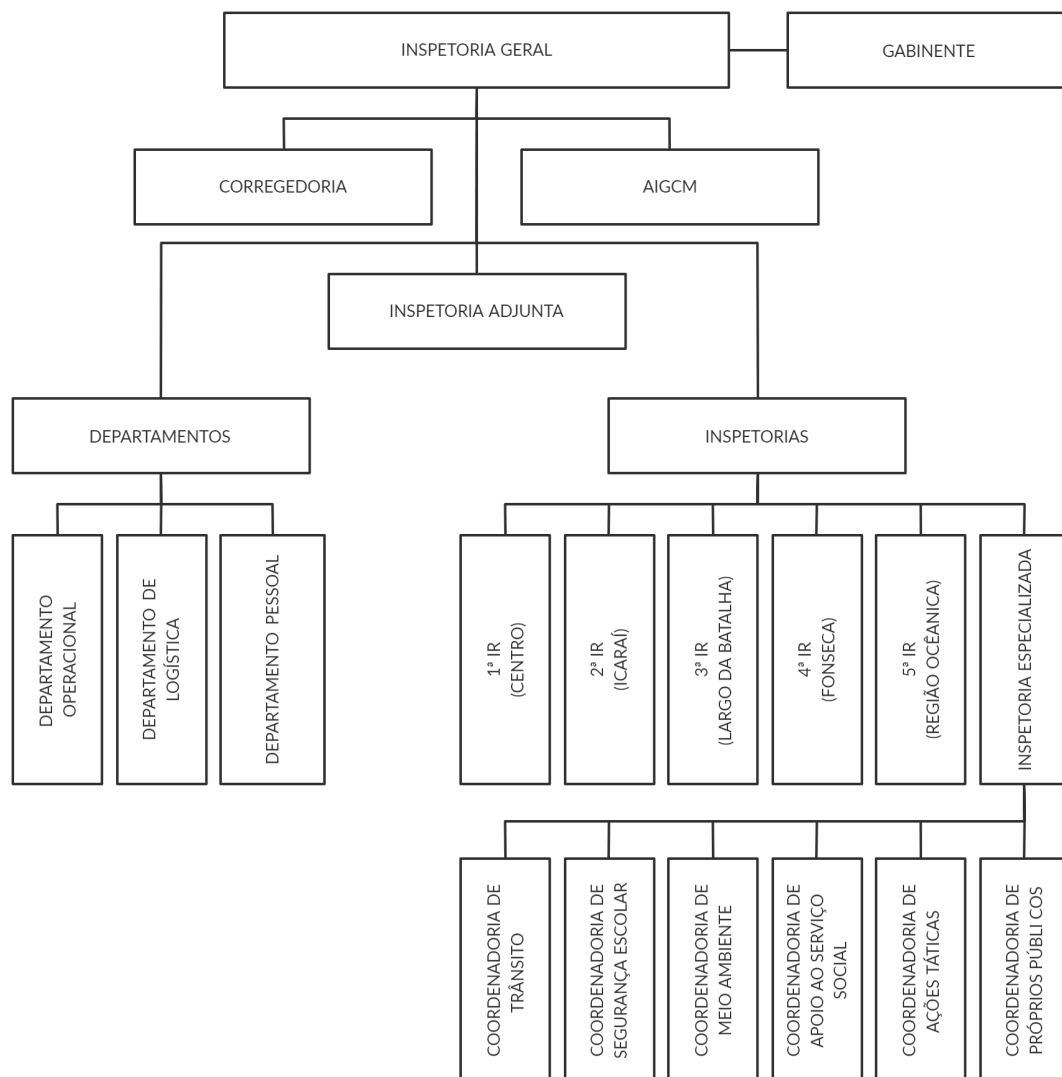 INSPETORIA GERAL
GABINENTE
CORREGEDORIA
AIGCM
INSPETORIA ADJUNTA
DEPARTAMENTOS
INSPETORIAS
DEPARTAMENTO
OPERACIONAL
DEPARTAMENTO DE
LOGÍSTICA
DEPARTAMENTO PESSOAL
1ª IR
(CENTRO)
2ª IR
(ICARAÍ)
3ª IR
(LARGO DA BATALHA)
4ª IR
(FONSECA)
5ª IR
(REGIÃO OCÊANICA)
INSPETORIA ESPECIALIZADA
COORDENADORIA DE
TRÂNSITO
COORDENADORIA DE
SEGURANÇA ESCOLAR
COORDENADORIA DE
MEIO AMBIENTE
COORDENADORIA DE
APOIO AO SERVIÇO
SOCIAL
COORDENADORIA DE
AÇÕES TÁTICAS
COORDENADORIA DE
PRÓPRIOS PÚBLI COS